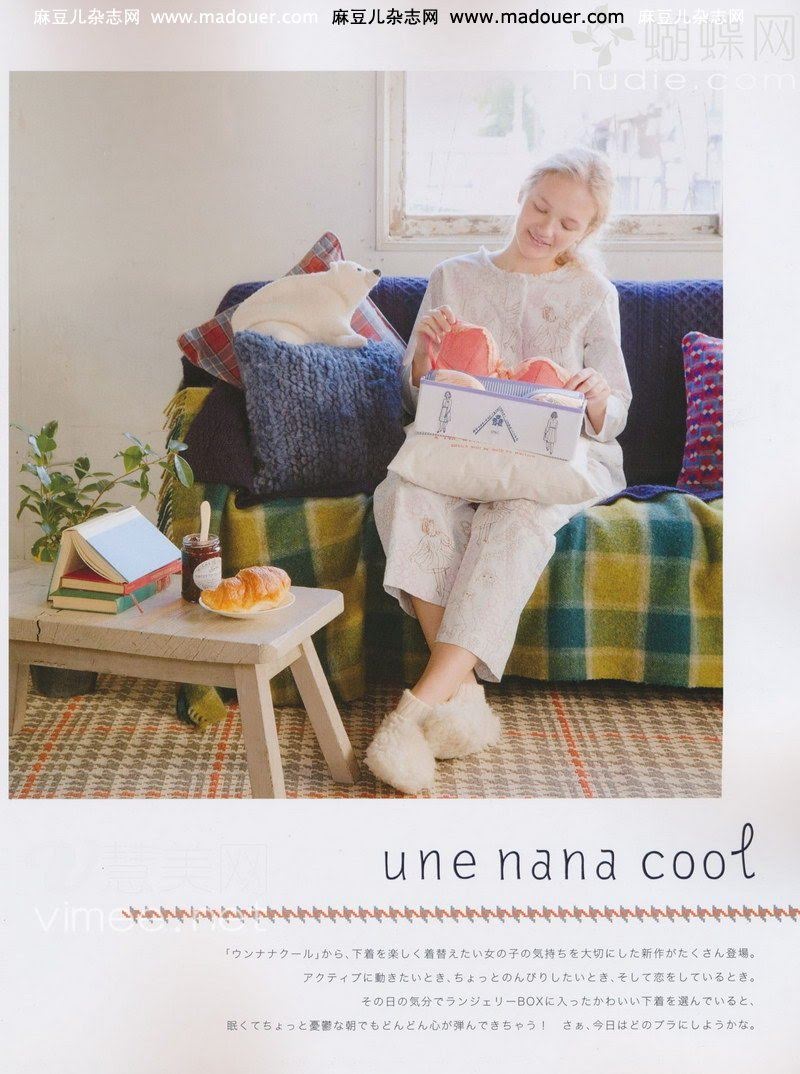 麻豆儿杂志网 www.madouer.com 麻豆儿杂志网 www.madouer.com 麻豆儿杂志网
蝴蝶网
hudie.com
une nana cool
慧美网
vimee.net
「ウンナナクール」から、下着を楽しく着替えたい女の子の気持ちを大切にした新作がたくさん登場。
アクティブに動きたいとき、ちょっとのんびりしたいとき、そして恋をしているとき。
その日の気分でランジェリーBOXに入ったかわいい下着を選んでいると、
眠くてちょっと憂鬱な朝でもどんどん心が弾んできちゃう！ さぁ、今日はどのブラにしようかな。